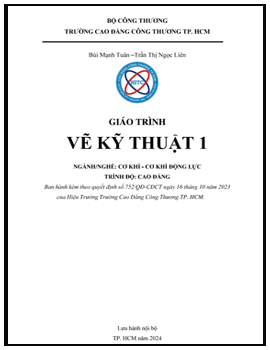 BỘ CÔNG THƯƠNG
TRƯỜNG CAO ĐẲNG CÔNG THƯƠNG TP. HCM
Bùi Mạnh Tuân –Trần Thị Ngọc Liên
HITC
GIÁO TRÌNH
VẼ KỸ THUẬT 1
NGÀNH/NGHỀ: CƠ KHÍ - CƠ KHÍ ĐỘNG LỰC
TRÌNH ĐỘ: CAO ĐẲNG
Ban hành kèm theo quyết định số 752/QĐ-CĐCT ngày 16 tháng 10 năm 2023
của Hiệu Trưởng Trường Cao Đẳng Công Thương TP. HCM.
Lưu hành nội bộ
TP. HCM năm 2024